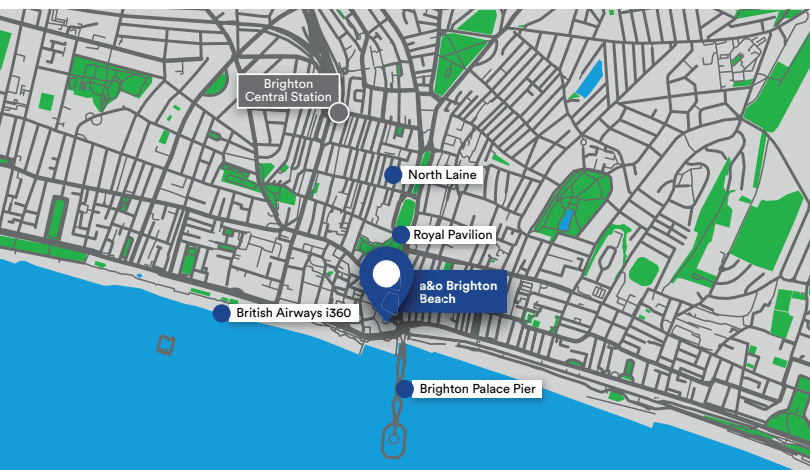 Brighton
Central Station
North Laine
Royal Pavilion
a&o Brighton
Beach
British Airways i360
Brighton Palace Pier